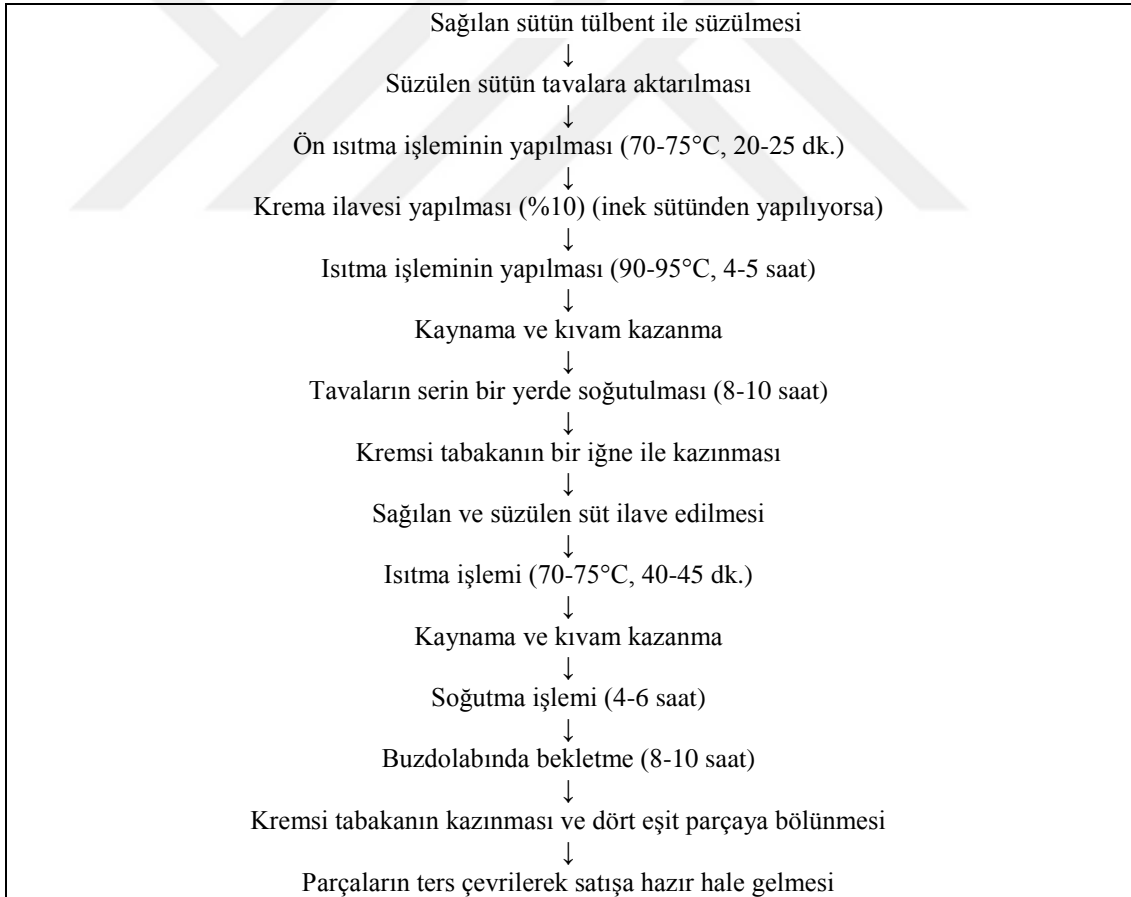 Sağılan sütün tülbent ile süzülmesi
↓
Süzülen sütün tavalara aktarılması
↓
Ön ısıtma işleminin yapılması (70-75°C, 20-25 dk.)
↓
Krema ilavesi yapılması (%10) (inek sütünden yapılıyorsa)
↓
Isıtma işleminin yapılması (90-95°C, 4-5 saat)
↓
Kaynama ve kıvam kazanma
↓
Tavaların serin bir yerde soğutulması (8-10 saat)
↓
Kremsi tabakanın bir iğne ile kazınması
↓
Sağılan ve süzülen süt ilave edilmesi
↓
Isıtma işlemi (70-75°C, 40-45 dk.)
↓
Kaynama ve kıvam kazanma
↓
Soğutma işlemi (4-6 saat)
↓
Buzdolabında bekletme (8-10 saat)
↓
Kremsi tabakanın kazınması ve dört eşit parçaya bölünmesi
↓
Parçaların ters çevrilerek satışa hazır hale gelmesi